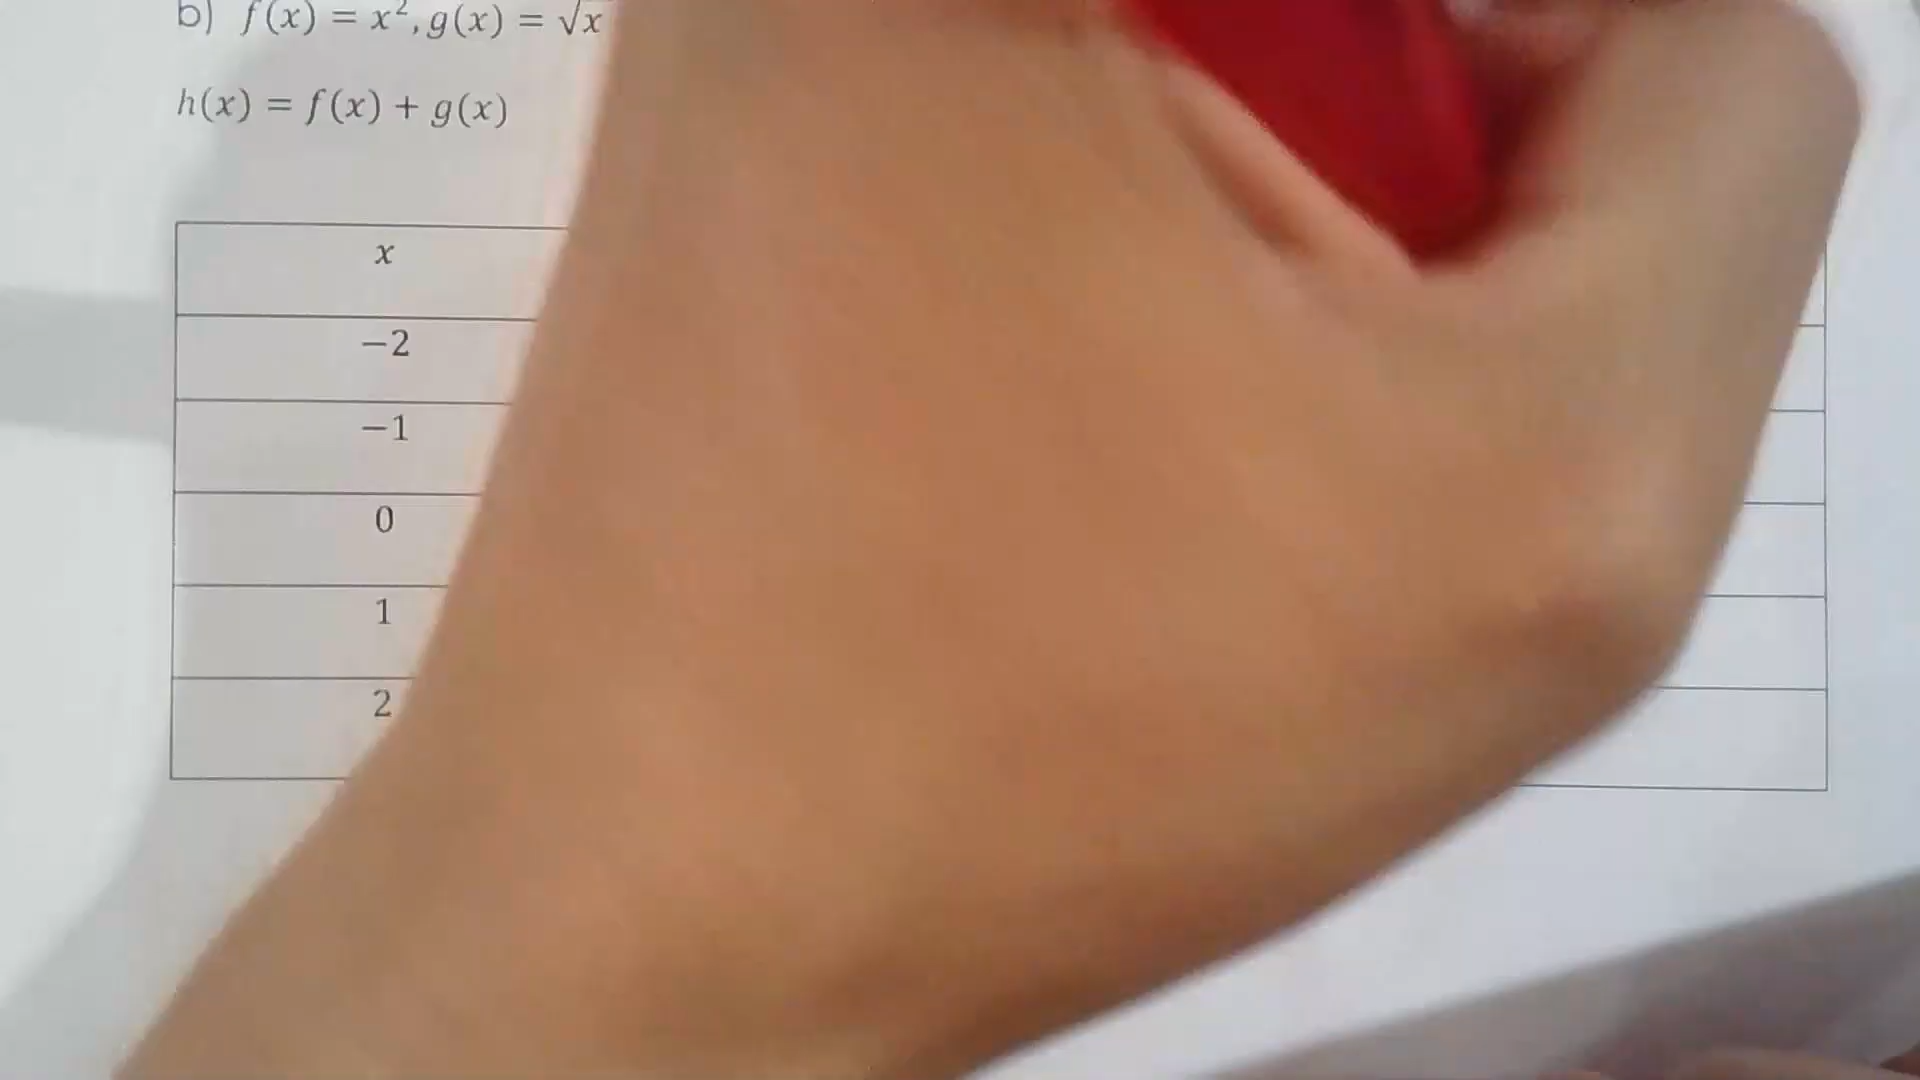 b) f(x) = x², g(x) = √x
h(x) = f(x) + g(x)
x
−2
−1
0
1
2